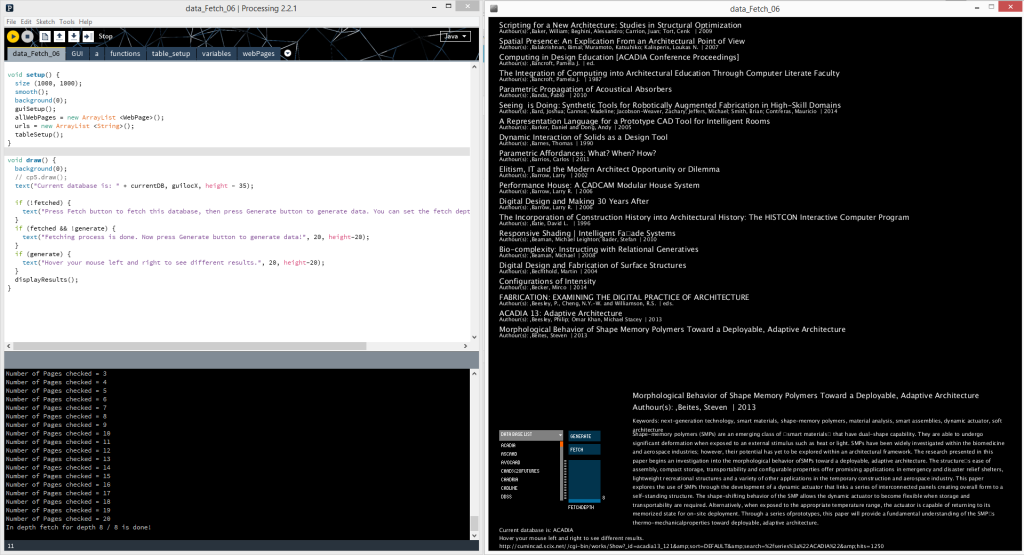 data_Fetch_06 | Processing 2.2.1
File Edit Sketch Tools Help
Stop
Java
data_Fetch_06 GUI a functions table_setup variables webPages
void setup() {
size (1000, 1000);
smooth();
background(0);
guiSetup();
allWebPages = new ArrayList <WebPage>();
urls = new ArrayList <String>();
tableSetup();
}
void draw() {
background(0);
// cp5.draw();
text("Current database is: " + currentDB, guilocX, height - 35);
if (!fetched) {
text("Press Fetch button to fetch this database, then press Generate button to generate data. You can set the fetch dept
}
if (fetched && !generate) {
text("Fetching process is done. Now press Generate button to generate data!", 20, height-20);
}
if (generate) {
text("Hover your mouse left and right to see different results.", 20, height-20);
}
displayResults();
}
Number of Pages checked = 3
Number of Pages checked = 4
Number of Pages checked = 5
Number of Pages checked = 6
Number of Pages checked = 7
Number of Pages checked = 8
Number of Pages checked = 9
Number of Pages checked = 10
Number of Pages checked = 11
Number of Pages checked = 12
Number of Pages checked = 13
Number of Pages checked = 14
Number of Pages checked = 15
Number of Pages checked = 16
Number of Pages checked = 17
Number of Pages checked = 18
Number of Pages checked = 19
Number of Pages checked = 20
In depth fetch for depth 8 / 8 is done!
11
data_Fetch_06
Scripting for a New Architecture: Studies in Structural Optimization
Authour(s): ,Baker, William; Beghini, Alessandro; Carrion, Juan; Tort, Cenk | 2009
Spatial Presence: An Explication From an Architectural Point of View
Authour(s): ,Balakrishnan, Bimal; Muramoto, Katsuhiko; Kalisperis, Loukas N. | 2007
Computing in Design Education [ACADIA Conference Proceedings]
Authour(s): ,Bancroft, Pamela J. | ed.
The Integration of Computing into Architectural Education Through Computer Literate Faculty
Authour(s): ,Bancroft, Pamela J. | 1987
Parametric Propagation of Acoustical Absorbers
Authour(s): ,Banda, Pablo | 2010
Seeing is Doing: Synthetic Tools for Robotically Augmented Fabrication in High-Skill Domains
Authour(s): ,Bard, Joshua; Cannon, Madeline; Jacobson-Weaver, Zachary; Jeffers, Michael; Smith, Brian; Contreras, Mauricio | 2014
A Representation Language for a Prototype CAD Tool for Intelligent Rooms
Authour(s): ,Barker, Daniel and Dong, Andy | 2005
Dynamic Interaction of Solids as a Design Tool
Authour(s): ,Barnes, Thomas | 1990
Parametric Affordances: What? When? How?
Authour(s): ,Barrios, Carlos | 2011
Elitism, IT and the Modern Architect Opportunity or Dilemma
Authour(s): ,Barrow, Larry | 2002
Performance House: A CADCAM Modular House System
Authour(s): ,Barrow, Larry R. | 2006
Digital Design and Making 30 Years After
Authour(s): ,Barrow, Larry R. | 2006
The Incorporation of Construction History into Architectural History: The HISTCON Interactive Computer Program
Authour(s): ,Batie, David L. | 1996
Responsive Shading | Intelligent Fa□ade Systems
Authour(s): ,Beaman, Michael Leighton; Bader, Stefan | 2010
Bio-complexity: Instructing with Relational Generatives
Authour(s): ,Beaman, Michael | 2008
Digital Design and Fabrication of Surface Structures
Authour(s): ,Bechthold, Martin | 2004
Configurations of Intensity
Authour(s): ,Becker, Mirco | 2014
FABRICATION: EXAMINING THE DIGITAL PRACTICE OF ARCHITECTURE
Authour(s): ,Beesley, P., Cheng, N.Y.-W. and Williamson, R.S. | eds.
ACADIA 13: Adaptive Architecture
Authour(s): ,Beesley, Philip; Omar Khan, Michael Stacey | 2013
Morphological Behavior of Shape Memory Polymers Toward a Deployable, Adaptive Architecture
Authour(s): ,Beites, Steven | 2013
Morphological Behavior of Shape Memory Polymers Toward a Deployable, Adaptive Architecture
Authour(s): ,Beites, Steven | 2013
Keywords: next-generation technology, smart materials, shape-memory polymers, material analysis, smart assemblies, dynamic actuator, soft
architecture
Shape-memory polymers (SMPs) are an emerging class of □smart materials□ that have dual-shape capability. They are able to undergo
significant deformation when exposed to an external stimulus such as heat or light. SMPs have been widely investigated within the biomedicine
and aerospace industries; however, their potential has yet to be explored within an architectural framework. The research presented in this
paper begins an investigation into the morphological behavior ofSMPs toward a deployable, adaptive architecture. The structure□s ease of
assembly, compact storage, transportability and configurable properties offer promising applications in emergency and disaster relief shelters,
lightweight recreational structures and a variety of other applications in the temporary construction and aerospace industry. This paper
explores the use of SMPs through the development of a dynamic actuator that links a series of interconnected panels creating overall form to a
self-standing structure. The shape-shifting behavior of the SMP allows the dynamic actuator to become flexible when storage and
transportability are required. Alternatively, when exposed to the appropriate temperature range, the actuator is capable of returning to its
memorized state for on-site deployment. Through a series of prototypes, this paper will provide a fundamental understanding of the SMP□s
thermo-mechanicalproperties toward deployable, adaptive architecture.
DATABASE LIST
ACADIA
ASCAAD
AVOCAAD
CAADS%20FUTURES
CAADRIA
CADLINE
DDSS
GENERATE
FETCH
8
FETCHDEPTH
Current database is: ACADIA
Hover your mouse left and right to see different results.
http://cumincad.scix.net/cgi-bin/works/Show?_id=acadia13_121&amp;sort=DEFAULT&amp;search=%2fseries%3a%22ACADIA%22&amp;hits=1250